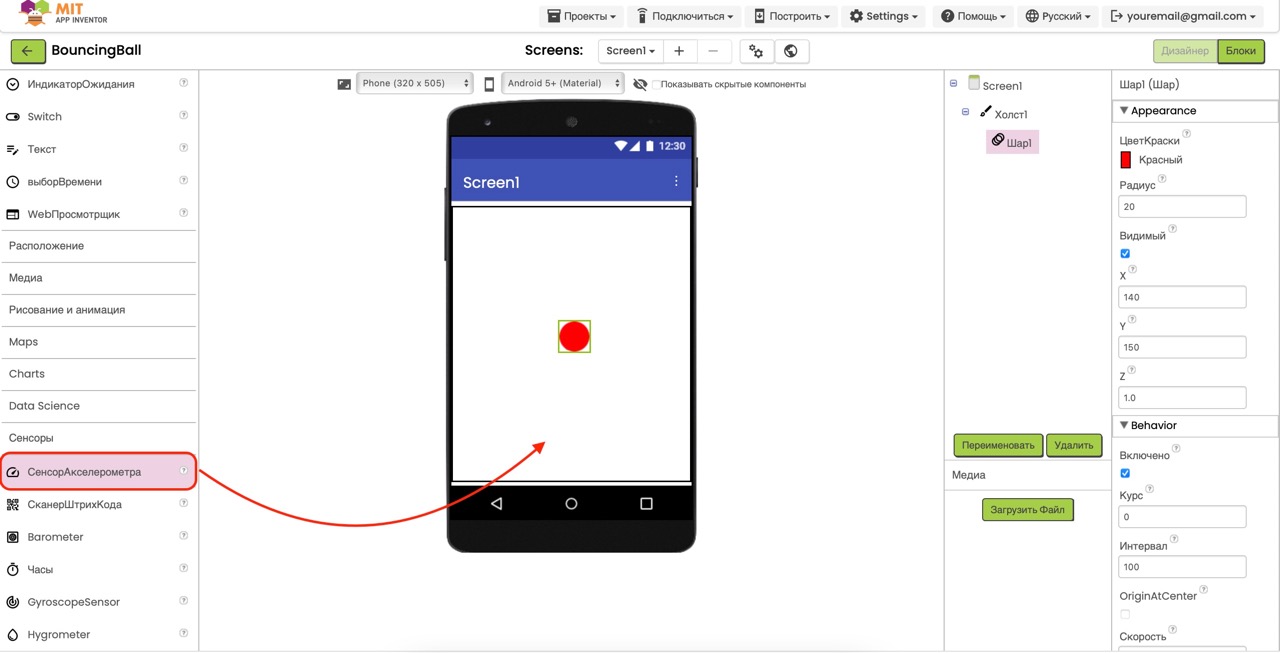 MIT
APP INVENTOR
Проекты
Подключиться
Построить
Settings
Помощь
Русский
youremail@gmail.com
BouncingBall
Screens:
Screen1
Дизайнер
Блоки
ИндикаторОжидания
Switch
Текст
выборВремени
WebПросмотрщик
Расположение
Медиа
Рисование и анимация
Maps
Charts
Data Science
Сенсоры
СенсорАкселерометра
СканерШтрихКода
Barometer
Часы
GyroscopeSensor
Hygrometer
Phone (320 x 505)
Android 5+ (Material)
Показывать скрытые компоненты
12:30
Screen1
Screen1
Холст1
Шар1
Переименовать
Удалить
Медиа
Загрузить Файл
Шар1 (Шар)
Appearance
ЦветКраски
Красный
Радиус
20
Видимый
X
140
Y
150
Z
1.0
Behavior
Включено
Курс
0
Интервал
100
OriginAtCenter
Скорость